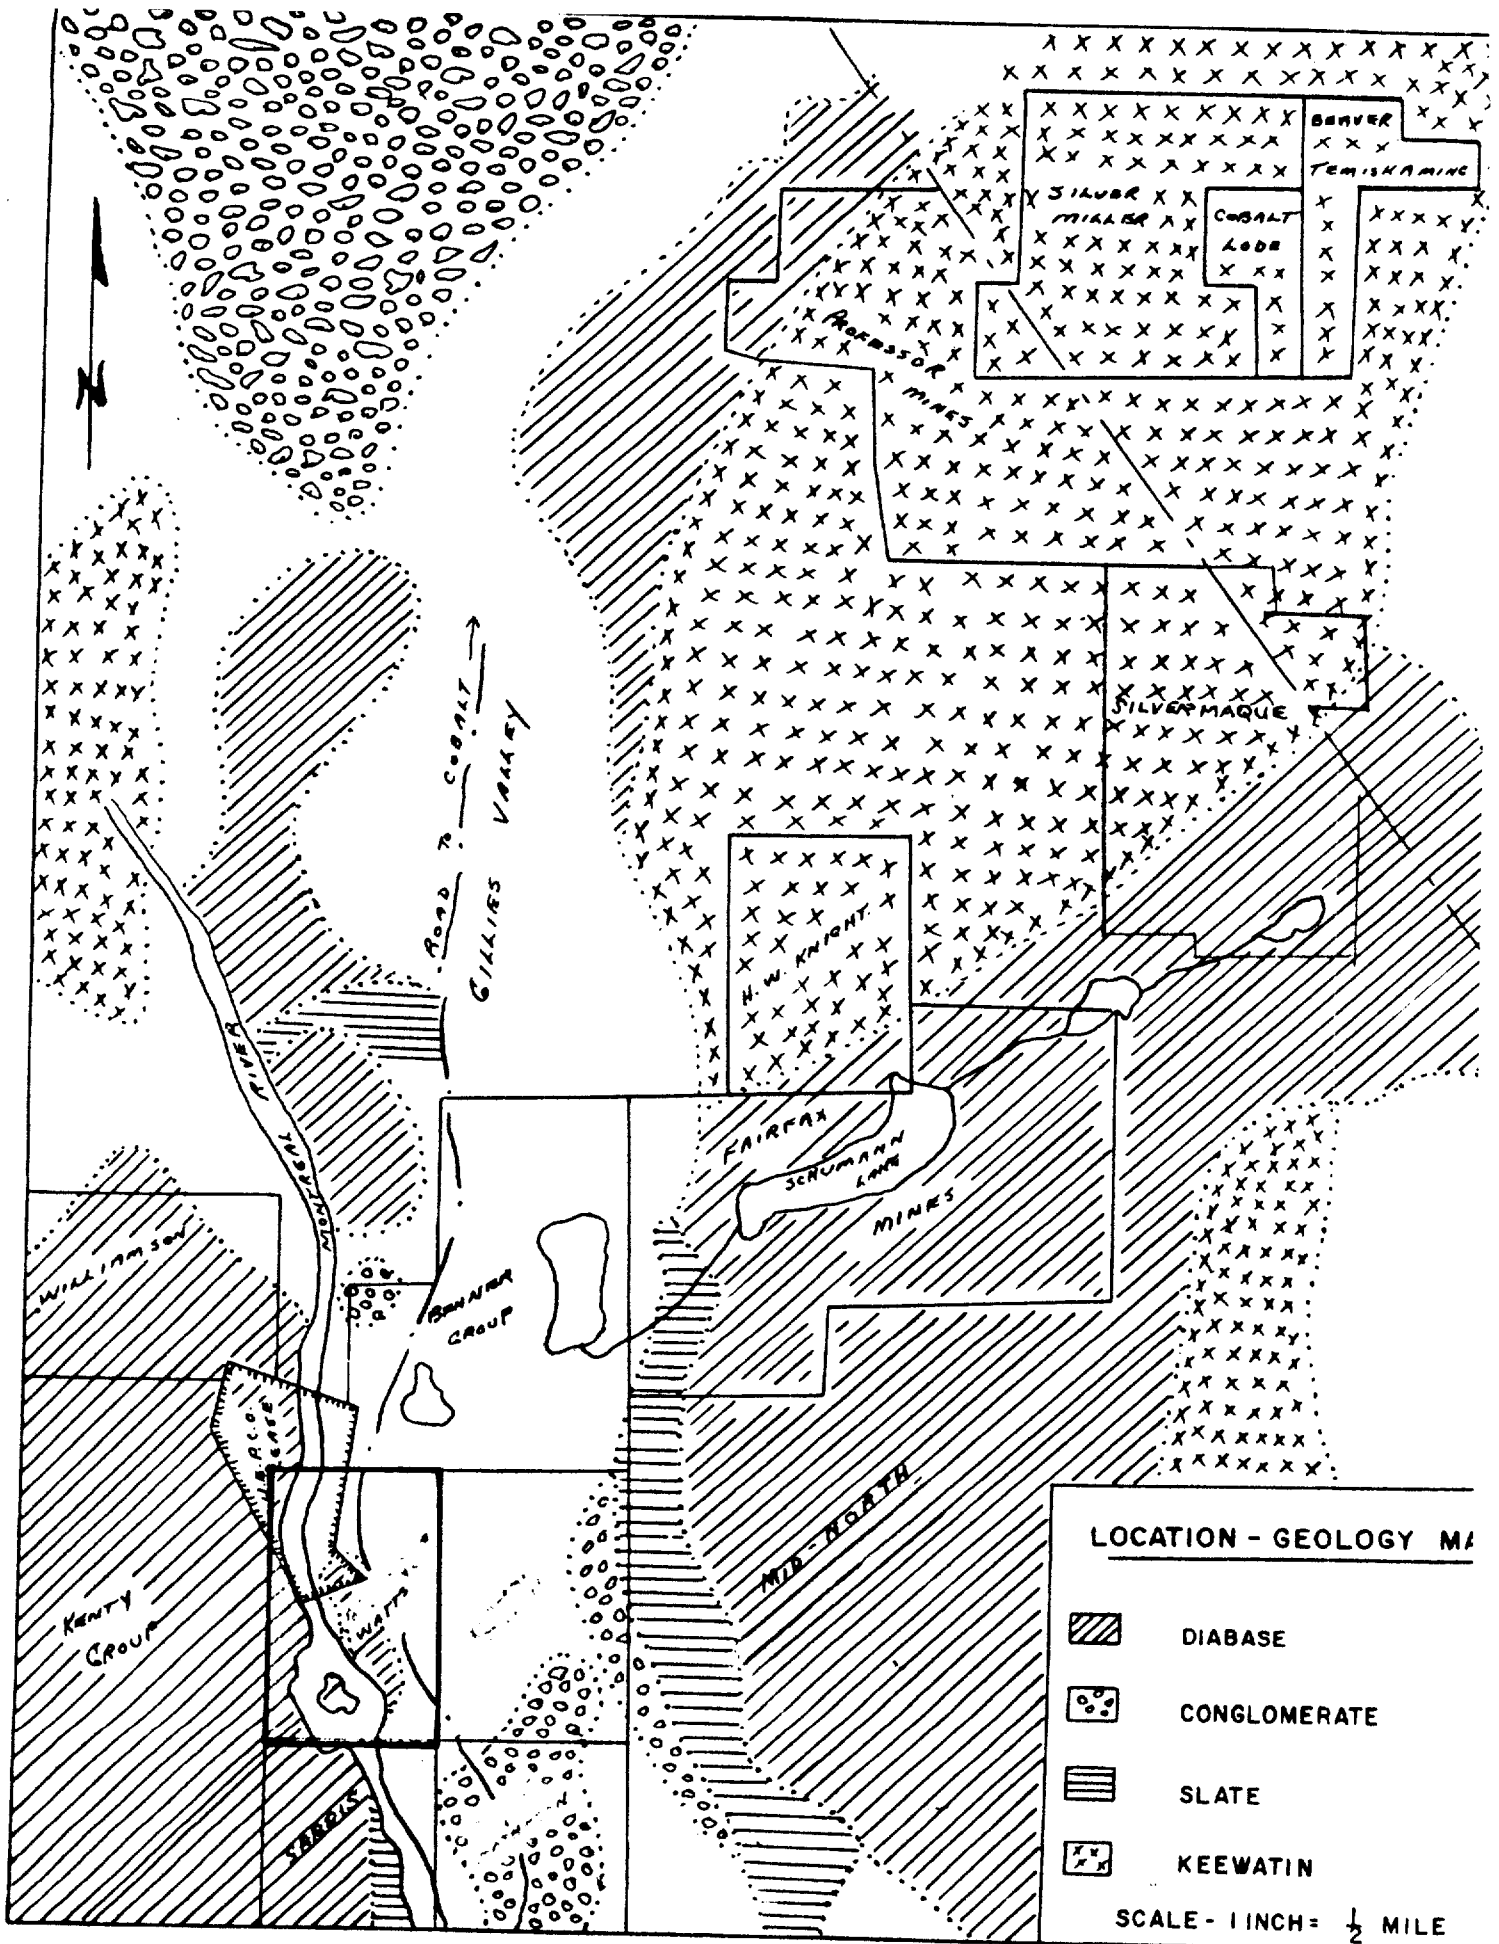 BEAVER
TEMISKAMING
SILVER
MILLER
COBALT
LODE
N
PROFESSOR
MINES
SILVERMAQUE
ROAD TO COBALT
GILLIES VALLEY
H.W. KNIGHT
MONTREAL RIVER
FAIRFAX
SCHUMANN
LAKE
MINES
WILLIAMSON
BENNER
GROUP
LEASE
MID-NORTH
KENTY
GROUP
WATTS
SARRIS
LOCATION - GEOLOGY MA
DIABASE
CONGLOMERATE
SLATE
KEEWATIN
SCALE - 1 INCH = 1/2 MILE